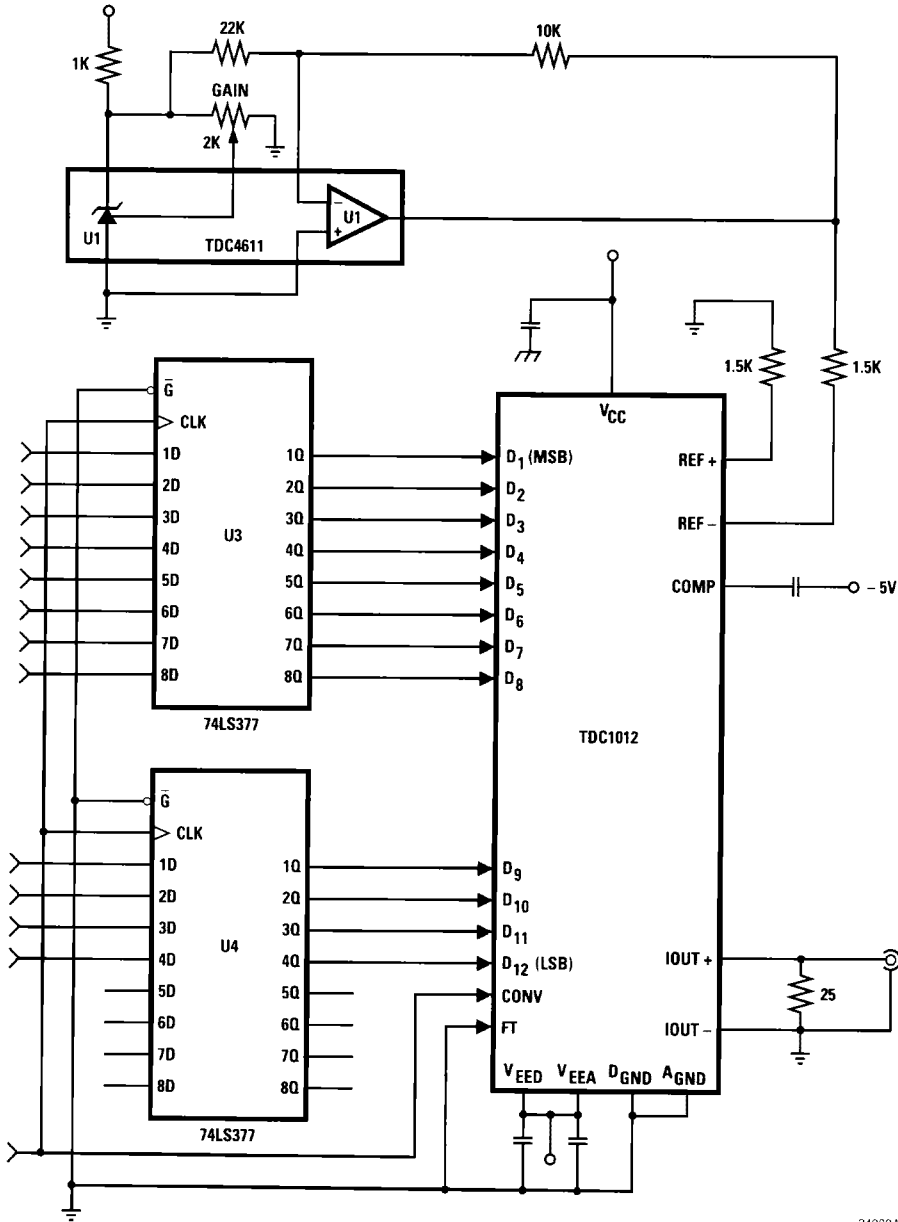 22K
10K
1K
GAIN
2K
U1
U1
−
+
TDC4611
1.5K
1.5K
VCC
G̅
CLK
1D
2D
3D
4D
5D
6D
7D
8D
U3
1Q
2Q
3Q
4Q
5Q
6Q
7Q
8Q
74LS377
D1 (MSB)
D2
D3
D4
D5
D6
D7
D8
REF +
REF −
COMP
− 5V
TDC1012
G̅
CLK
1D
2D
3D
4D
5D
6D
7D
8D
U4
1Q
2Q
3Q
4Q
5Q
6Q
7Q
8Q
74LS377
D9
D10
D11
D12 (LSB)
CONV
FT
IOUT +
25
IOUT −
VEED VEEA DGND AGND